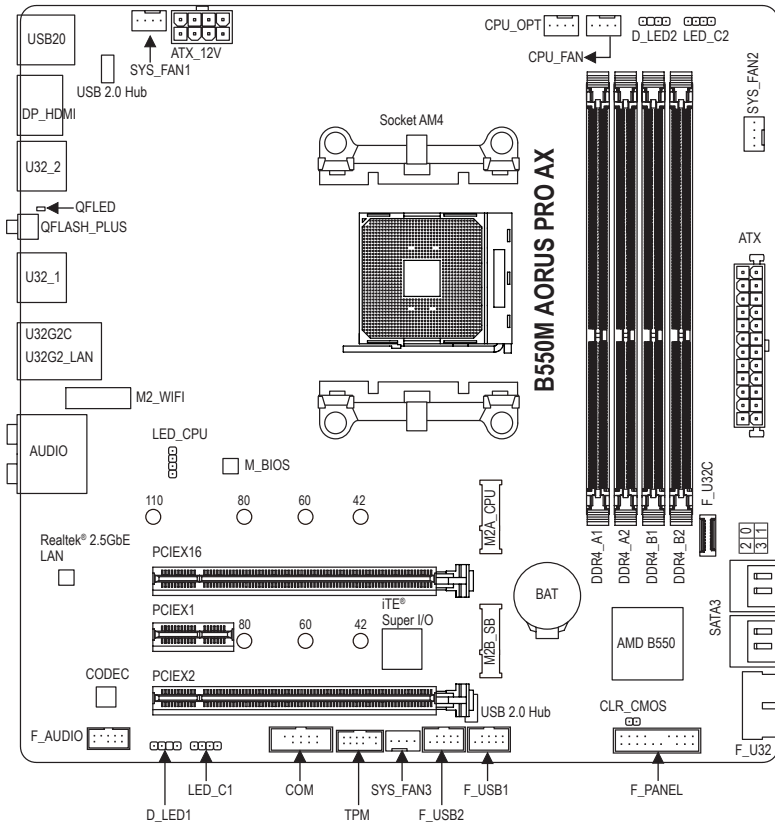 USB20
SYS_FAN1
ATX_12V
CPU_OPT
CPU_FAN
D_LED2
LED_C2
SYS_FAN2
USB 2.0 Hub
DP_HDMI
Socket AM4
U32_2
QFLED
QFLASH_PLUS
U32_1
ATX
B550M AORUS PRO AX
U32G2C
U32G2_LAN
M2_WIFI
AUDIO
LED_CPU
M_BIOS
F_U32C
110
80
60
42
M2A_CPU
DDR4_A1
DDR4_A2
DDR4_B1
DDR4_B2
2 0
3 1
Realtek® 2.5GbE
LAN
PCIEX16
BAT
SATA3
PCIEX1
80
60
42
iTE®
Super I/O
M2B_SB
AMD B550
CODEC
PCIEX2
USB 2.0 Hub
CLR_CMOS
F_AUDIO
F_U32
D_LED1
LED_C1
COM
TPM
SYS_FAN3
F_USB2
F_USB1
F_PANEL